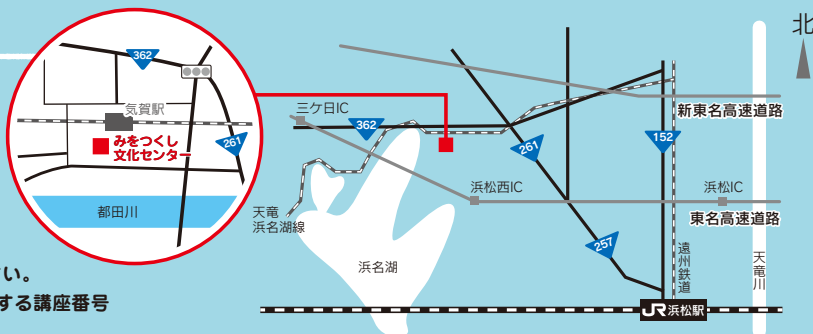 362
気賀駅
みをつくし
文化センター
261
都田川
い。
する講座番号
北
新東名高速道路
三ケ日IC
362
152
261
浜松西IC
浜松IC
東名高速道路
天竜
浜名湖線
257
浜名湖
遠州鉄道
天竜川
JR浜松駅